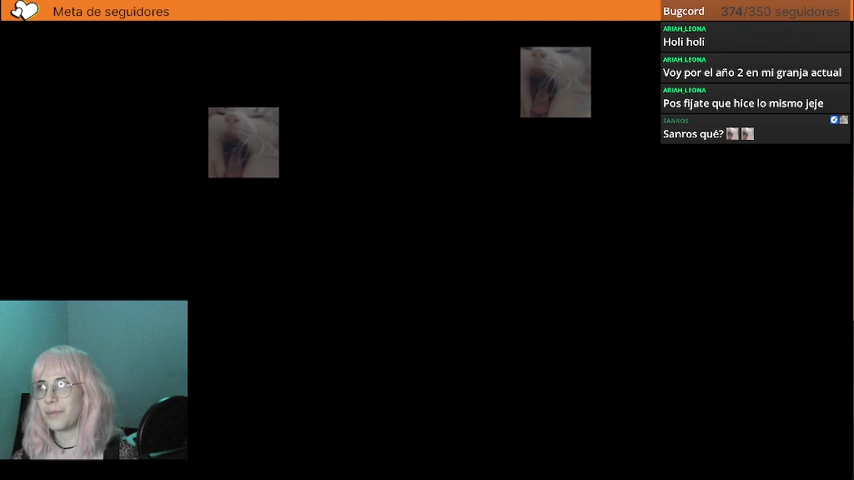 Meta de seguidores
374/350 seguidores
Bugcord
ARIAH_LEONA
Holi holi
ARIAH_LEONA
Voy por el año 2 en mi granja actual
ARIAH_LEONA
Pos fijate que hice lo mismo jeje
SANROS
Sanros qué?